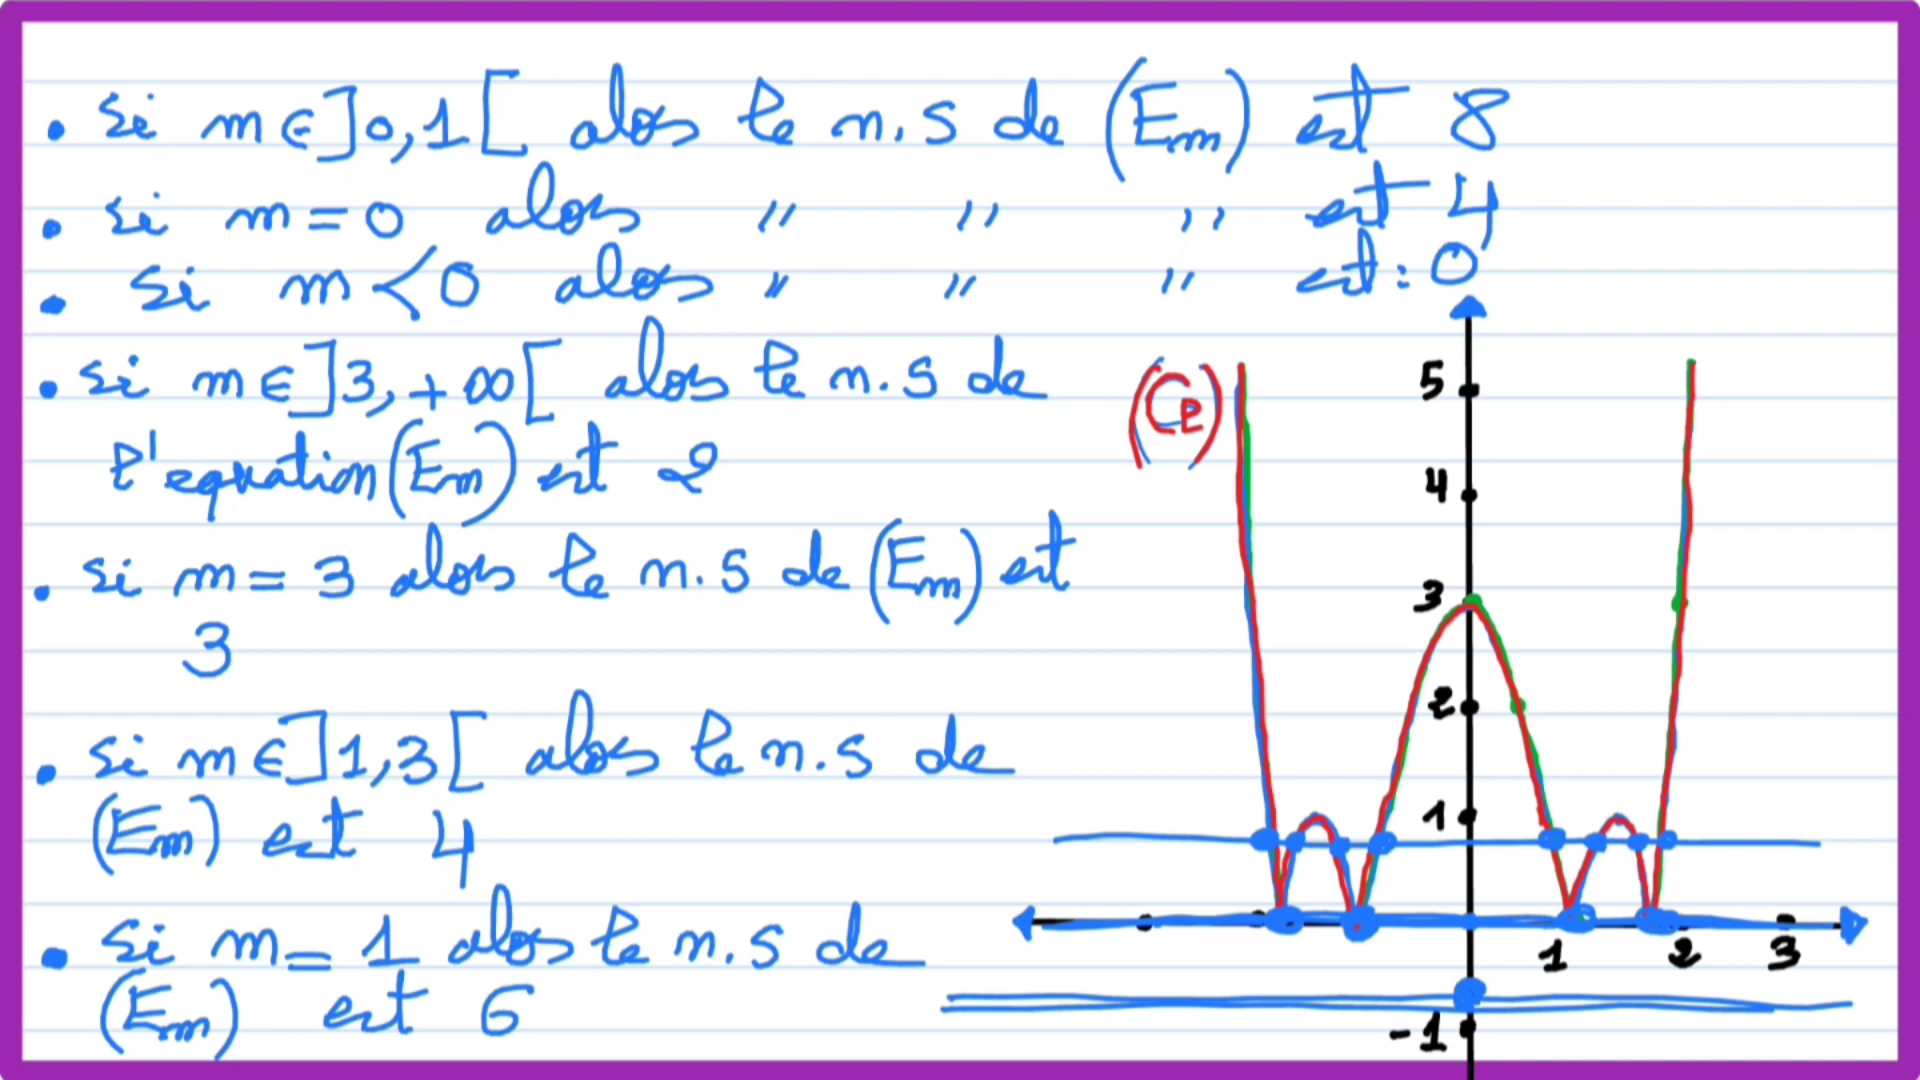 • si m ∈ ]0,1[ alors le n.s de (Em) est 8
• si m = 0 alors " " " est 4
• si m < 0 alors " " " est : 0
• si m ∈ ]3,+∞[ alors le n.s de
l'equation (Em) est 2
• si m = 3 alors le n.s de (Em) est
3
• si m ∈ ]1,3[ alors le n.s de
(Em) est 4
• si m = 1 alors le n.s de
(Em) est 6
5
4
3
2
1
1 2 3
-1